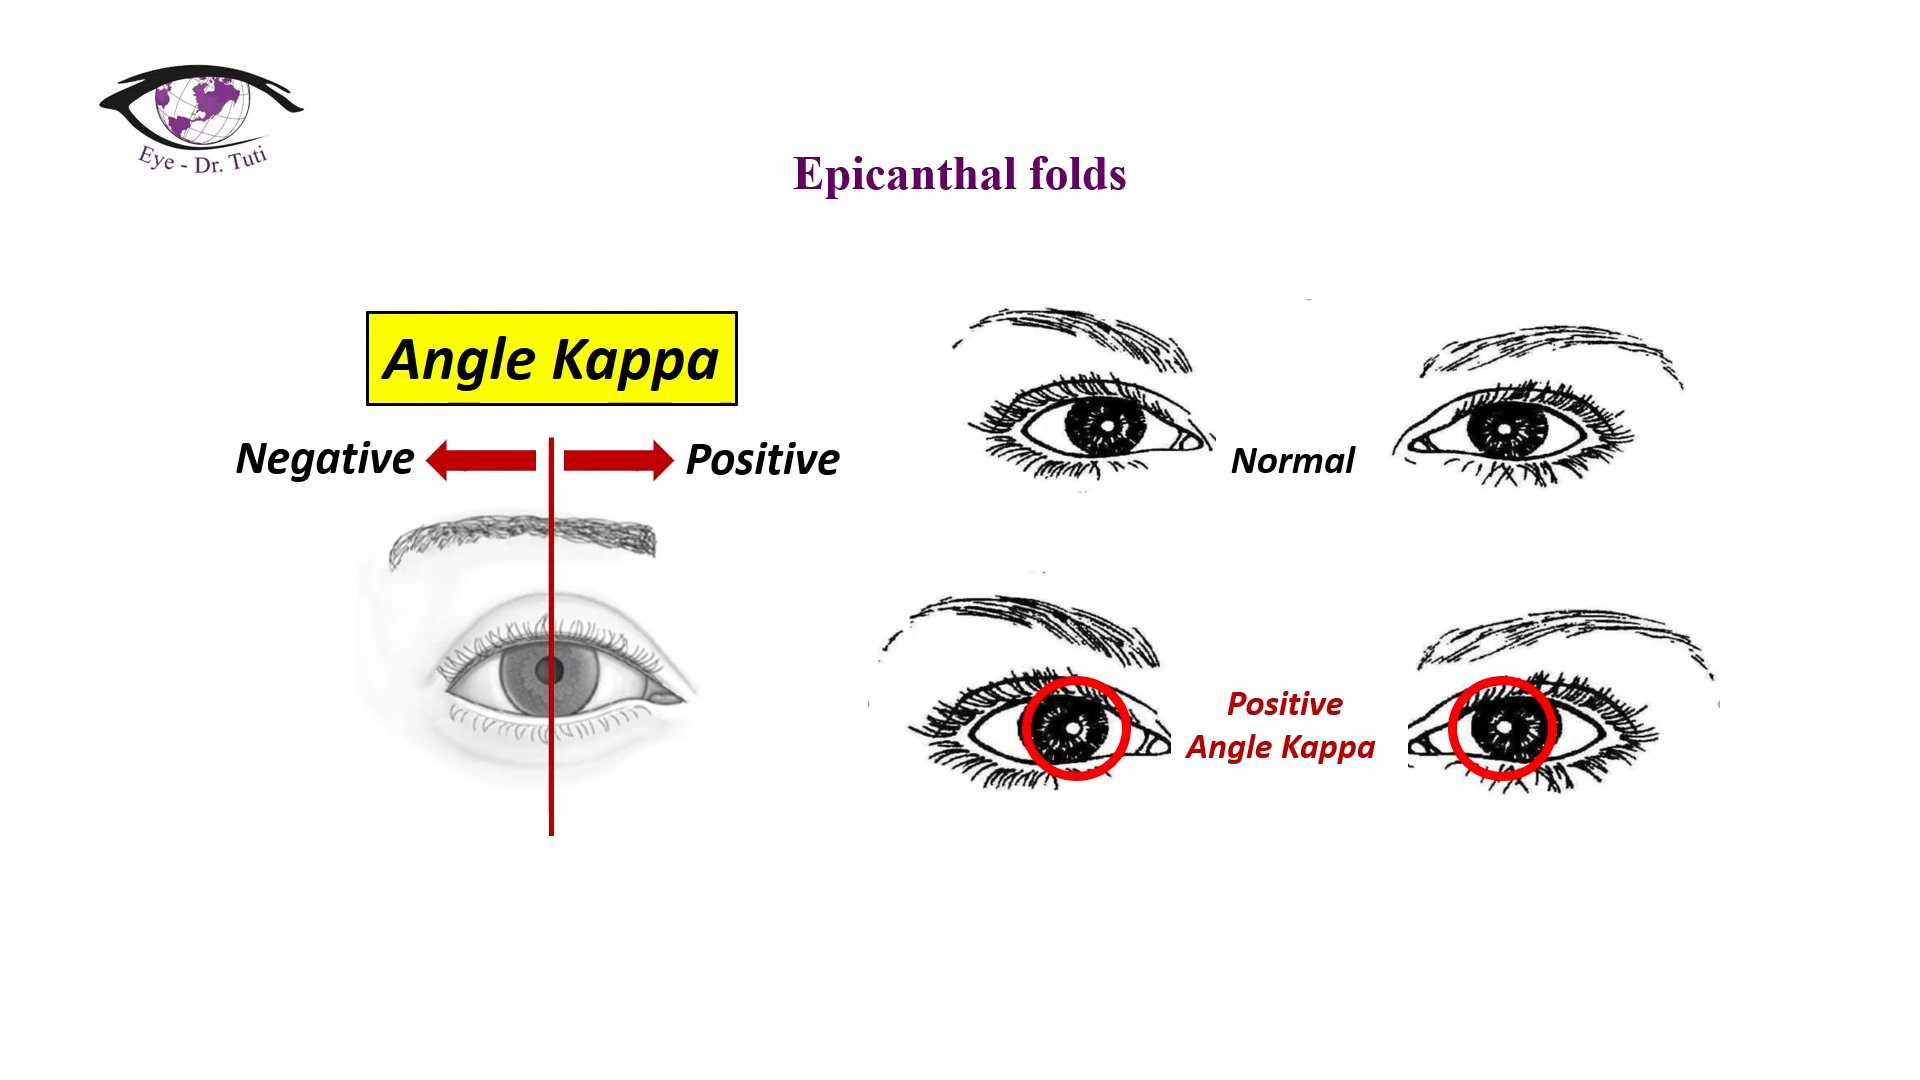 Eye - Dr. Tuti
Epicanthal folds
Angle Kappa
Negative
Positive
Normal
Positive
Angle Kappa